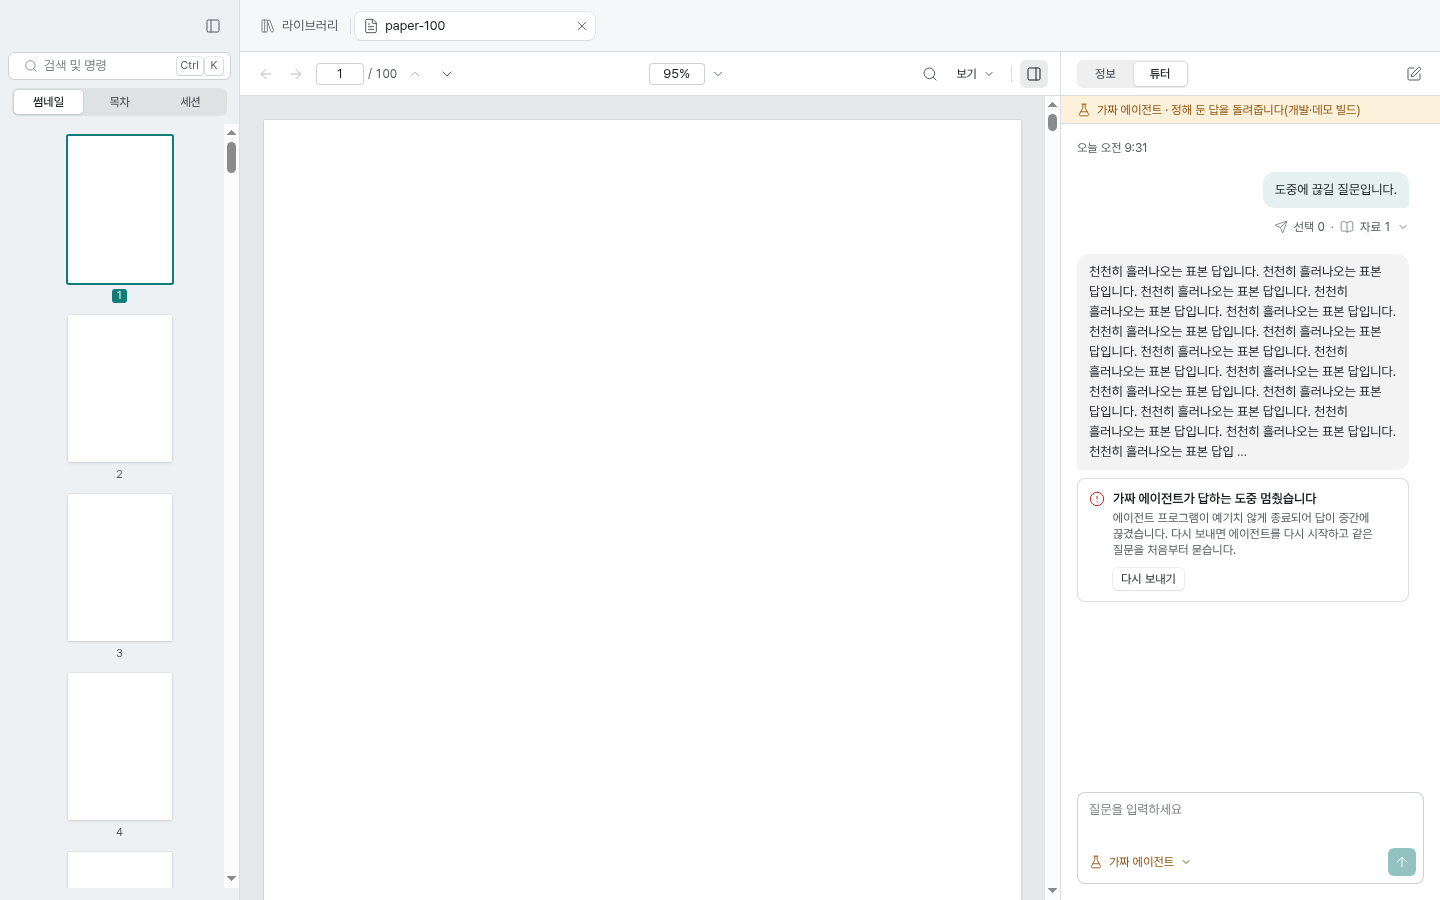 라이브러리
paper-100
검색 및 명령
Ctrl K
썸네일 목차 세션
1
2
3
4
1 / 100
95%
보기
정보 튜터
가짜 에이전트 · 정해 둔 답을 돌려줍니다(개발·데모 빌드)
오늘 오전 9:31
도중에 끊길 질문입니다.
선택 0 · 자료 1
천천히 흘러나오는 표본 답입니다. 천천히 흘러나오는 표본
답입니다. 천천히 흘러나오는 표본 답입니다. 천천히
흘러나오는 표본 답입니다. 천천히 흘러나오는 표본 답입니다.
천천히 흘러나오는 표본 답입니다. 천천히 흘러나오는 표본
답입니다. 천천히 흘러나오는 표본 답입니다. 천천히
흘러나오는 표본 답입니다. 천천히 흘러나오는 표본 답입니다.
천천히 흘러나오는 표본 답입니다. 천천히 흘러나오는 표본
답입니다. 천천히 흘러나오는 표본 답입니다. 천천히
흘러나오는 표본 답입니다. 천천히 흘러나오는 표본 답입니다.
천천히 흘러나오는 표본 답입 ...
가짜 에이전트가 답하는 도중 멈췄습니다
에이전트 프로그램이 예기치 않게 종료되어 답이 중간에
끊겼습니다. 다시 보내면 에이전트를 다시 시작하고 같은
질문을 처음부터 묻습니다.
다시 보내기
질문을 입력하세요
가짜 에이전트